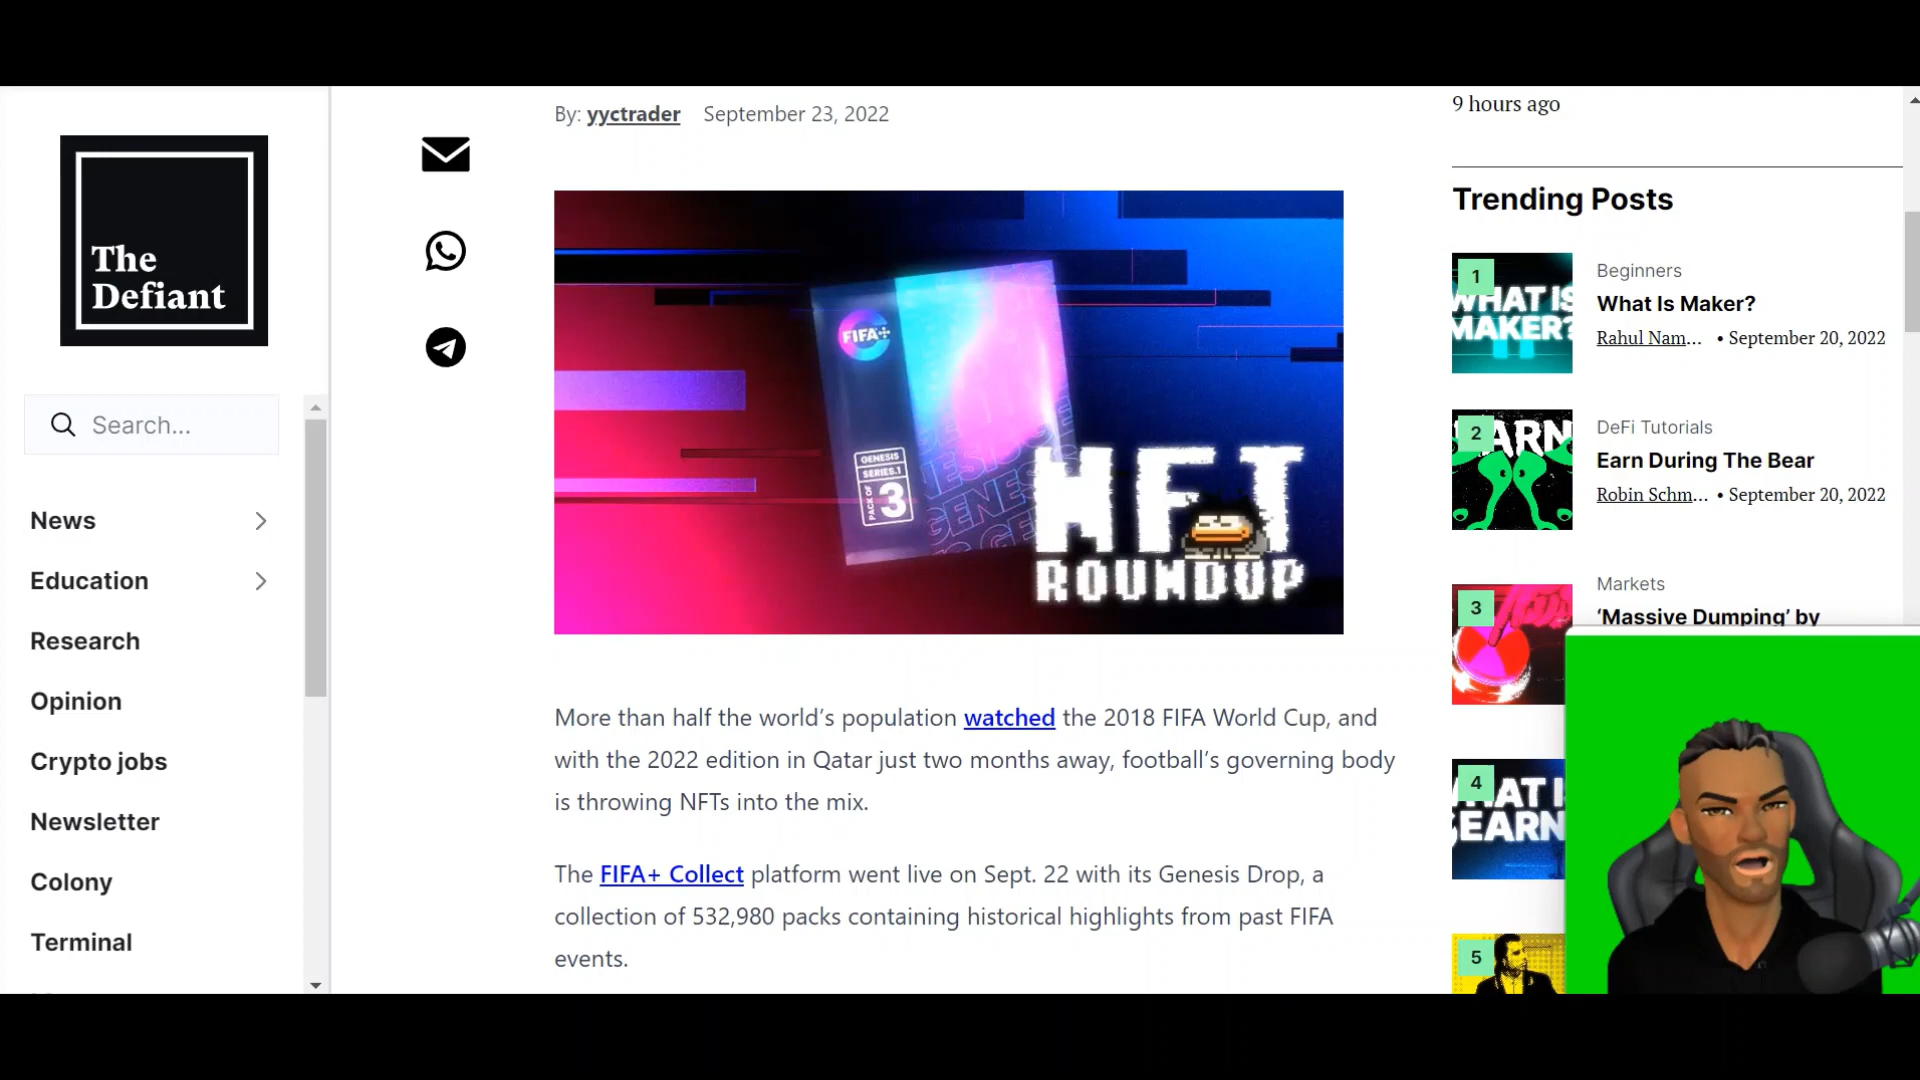 The
Defiant
Search...
News
Education
Research
Opinion
Crypto jobs
Newsletter
Colony
Terminal
By: yyctrader September 23, 2022
FIFA+
GENESIS
SERIES.1
PACK OF
3
NFT
ROUNDUP
More than half the world’s population watched the 2018 FIFA World Cup, and
with the 2022 edition in Qatar just two months away, football’s governing body
is throwing NFTs into the mix.
The FIFA+ Collect platform went live on Sept. 22 with its Genesis Drop, a
collection of 532,980 packs containing historical highlights from past FIFA
events.
9 hours ago
Trending Posts
1
WHAT IS
MAKER?
Beginners
What Is Maker?
Rahul Nam... • September 20, 2022
2
EARN
DeFi Tutorials
Earn During The Bear
Robin Schm... • September 20, 2022
3
Markets
‘Massive Dumping’ by
4
5